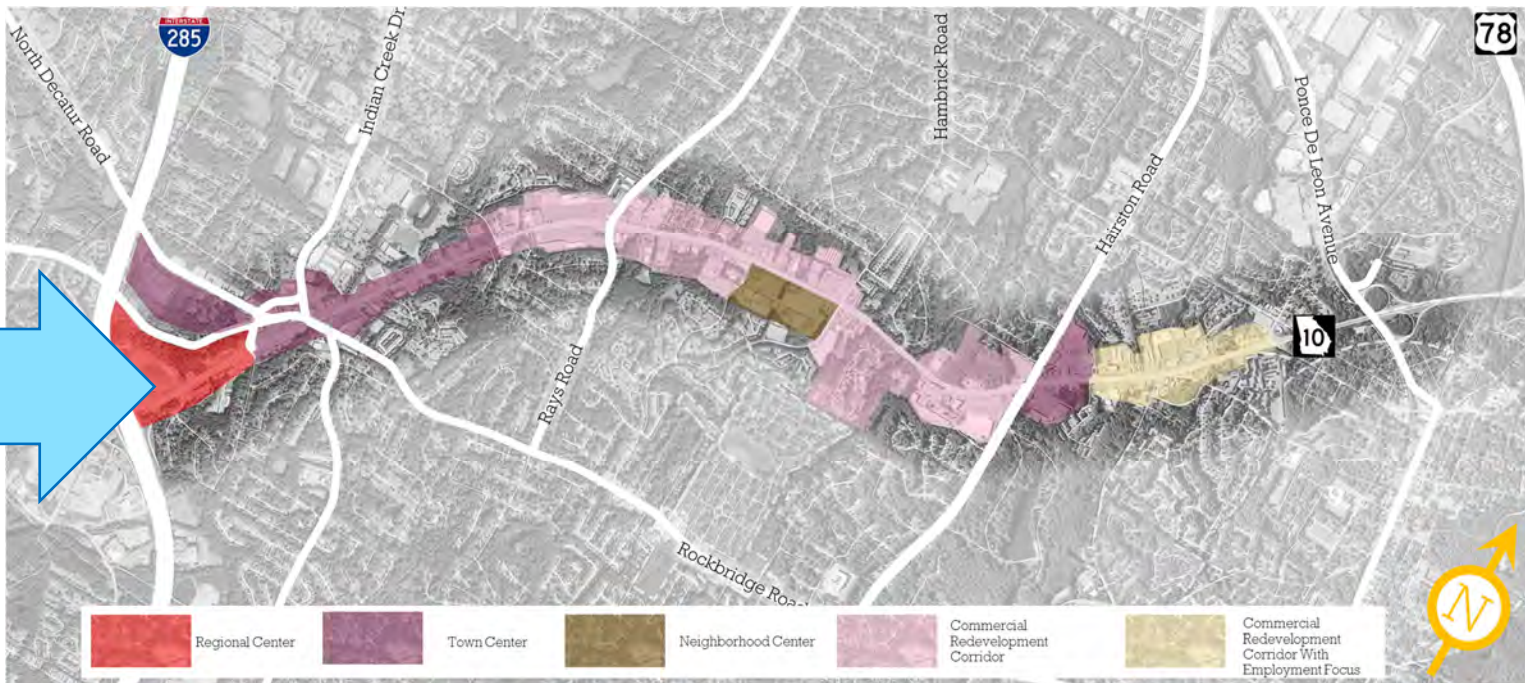 INTERSTATE
285
78
North Decatur Road
Indian Creek Dr.
Hambrick Road
Ponce De Leon Avenue
Hairston Road
10
Rays Road
Rockbridge Road
Regional Center
Town Center
Neighborhood Center
Commercial
Redevelopment
Corridor
Commercial
Redevelopment
Corridor With
Employment Focus
N